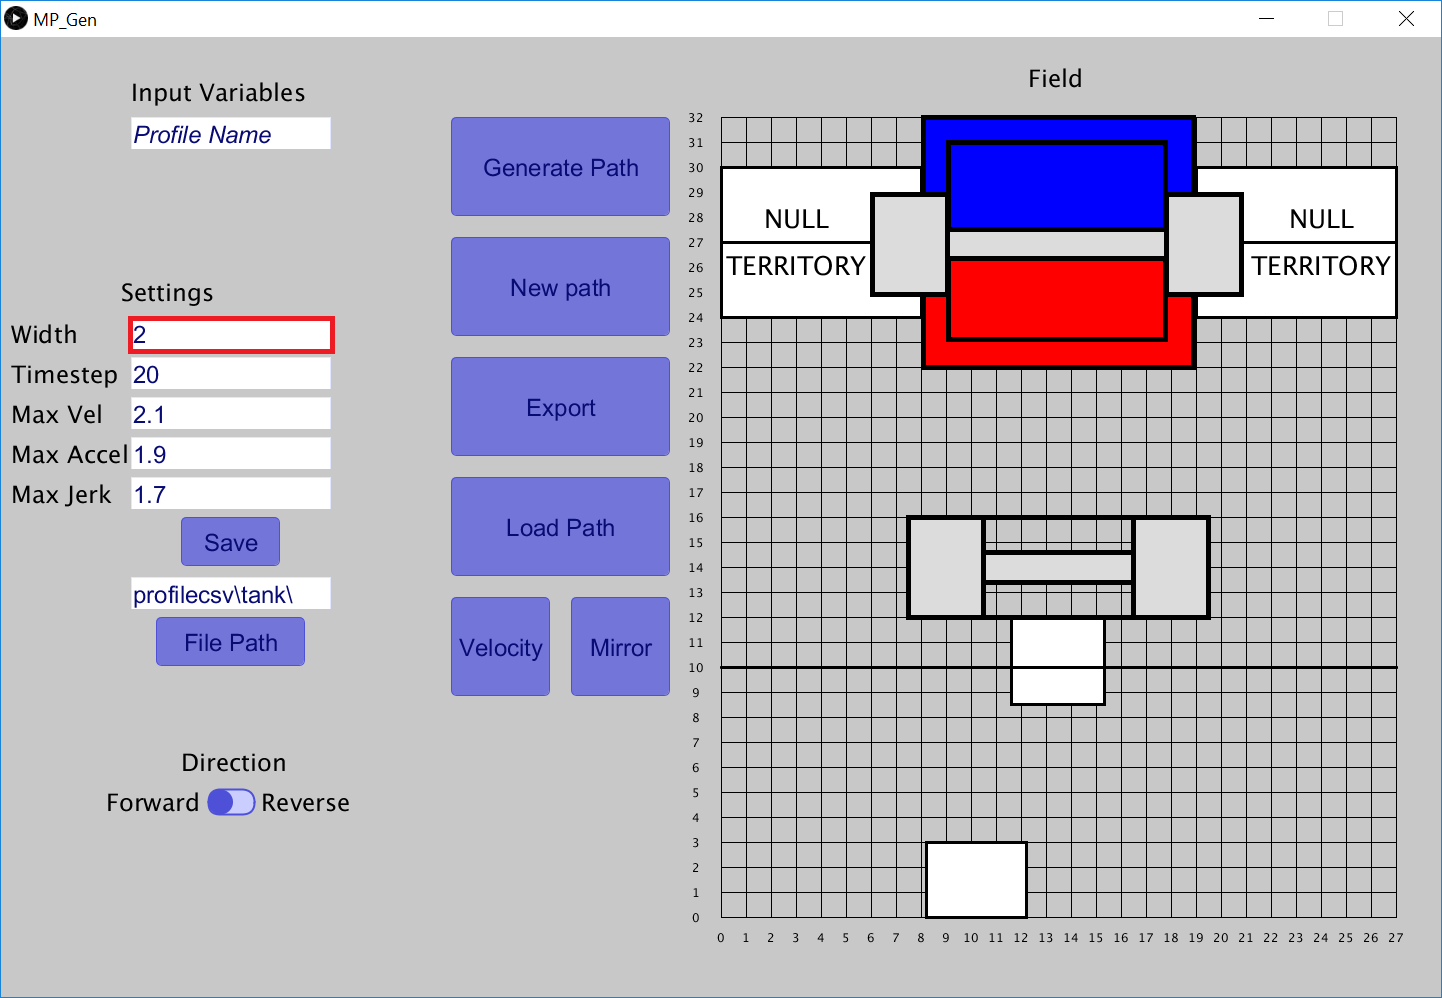 MP_Gen
Input Variables
Profile Name
Settings
Width 2
Timestep 20
Max Vel 2.1
Max Accel 1.9
Max Jerk 1.7
Save
profilecsv\tank\
File Path
Direction
Forward Reverse
Generate Path
New path
Export
Load Path
Velocity Mirror
Field
32
31
30
29
28
27
26
25
24
23
22
21
20
19
18
17
16
15
14
13
12
11
10
9
8
7
6
5
4
3
2
1
0
NULL
TERRITORY
NULL
TERRITORY
0 1 2 3 4 5 6 7 8 9 10 11 12 13 14 15 16 17 18 19 20 21 22 23 24 25 26 27